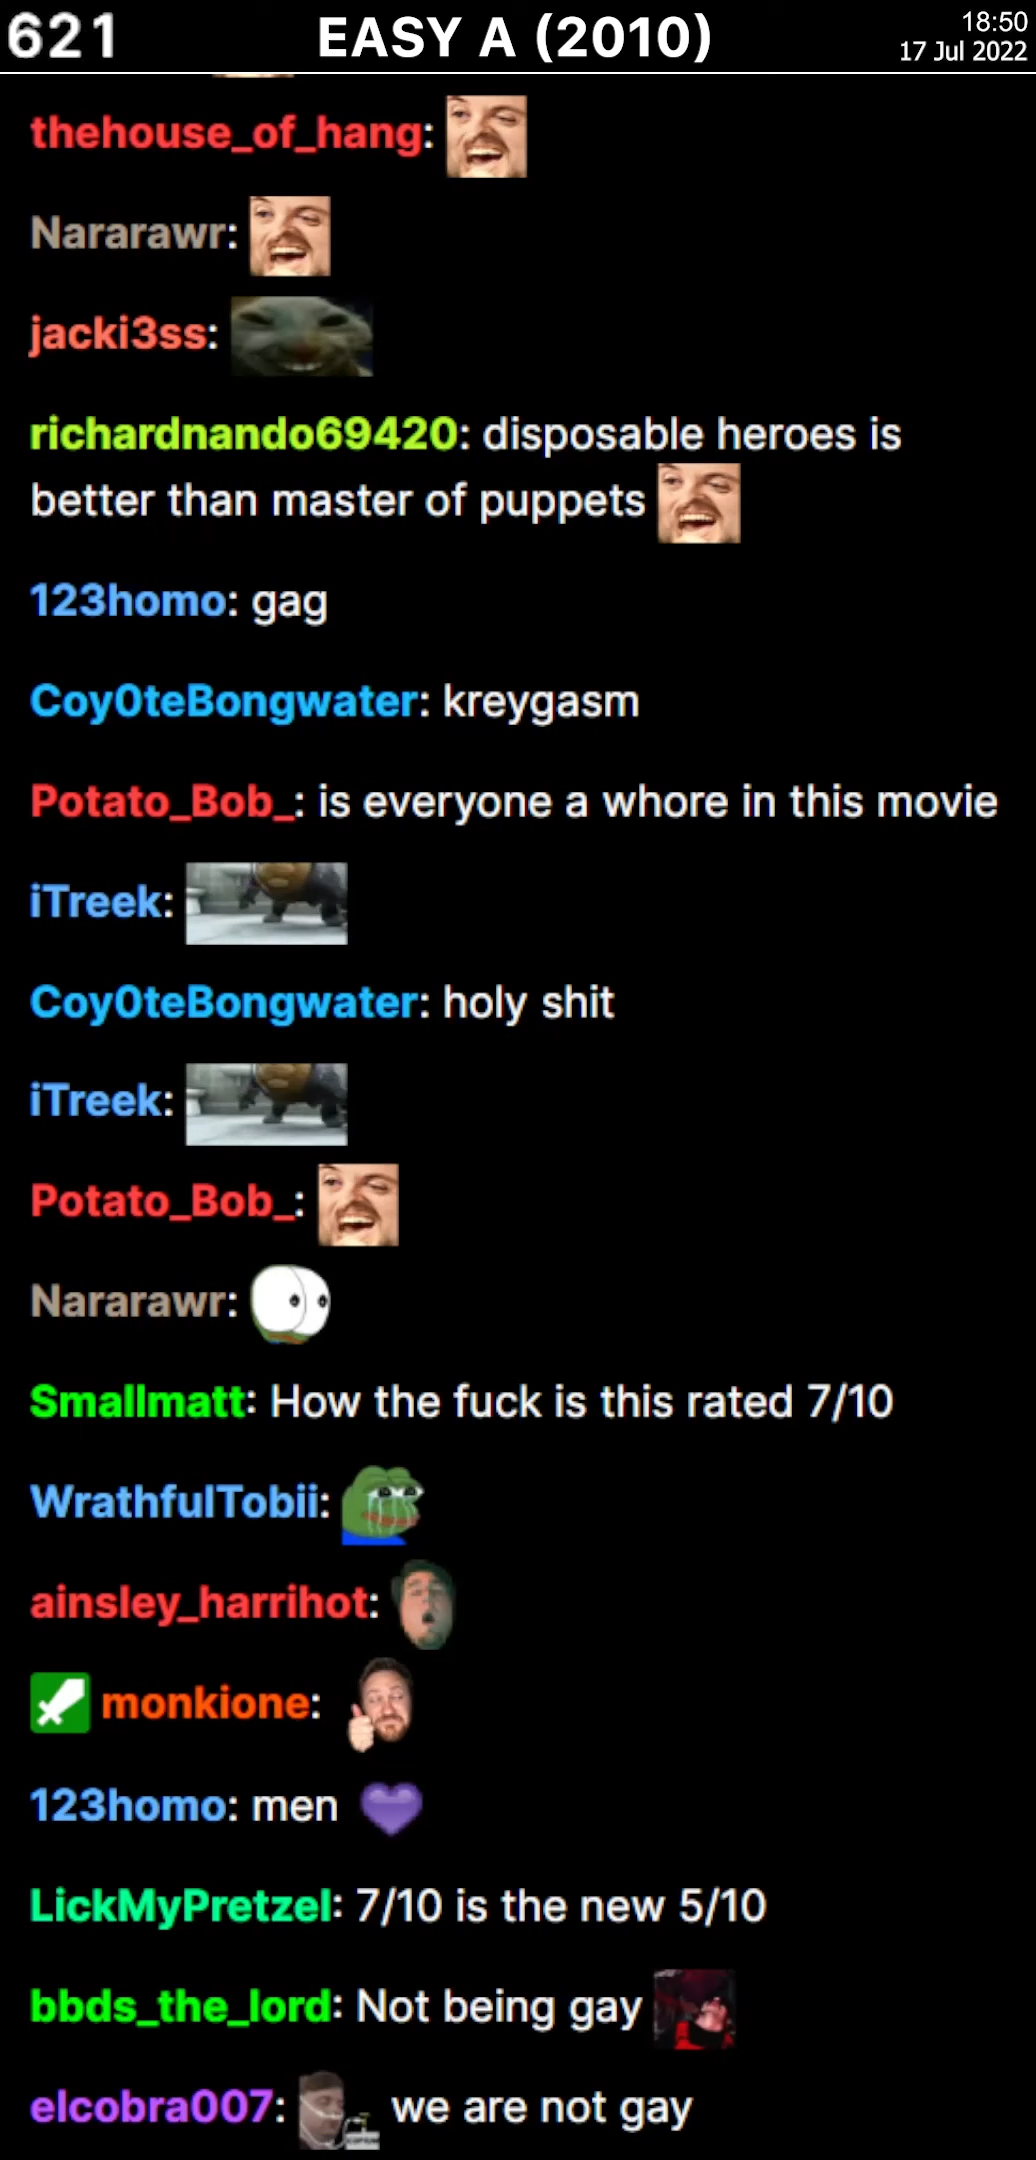 621
EASY A (2010)
18:50
17 Jul 2022
thehouse_of_hang:
Nararawr:
jacki3ss:
richardnando69420: disposable heroes is
better than master of puppets
123homo: gag
Coy0teBongwater: kreygasm
Potato_Bob_: is everyone a whore in this movie
iTreek:
Coy0teBongwater: holy shit
iTreek:
Potato_Bob_:
Nararawr:
Smallmatt: How the fuck is this rated 7/10
WrathfulTobii:
ainsley_harrihot:
monkione:
123homo: men
LickMyPretzel: 7/10 is the new 5/10
bbds_the_lord: Not being gay
elcobra007: we are not gay